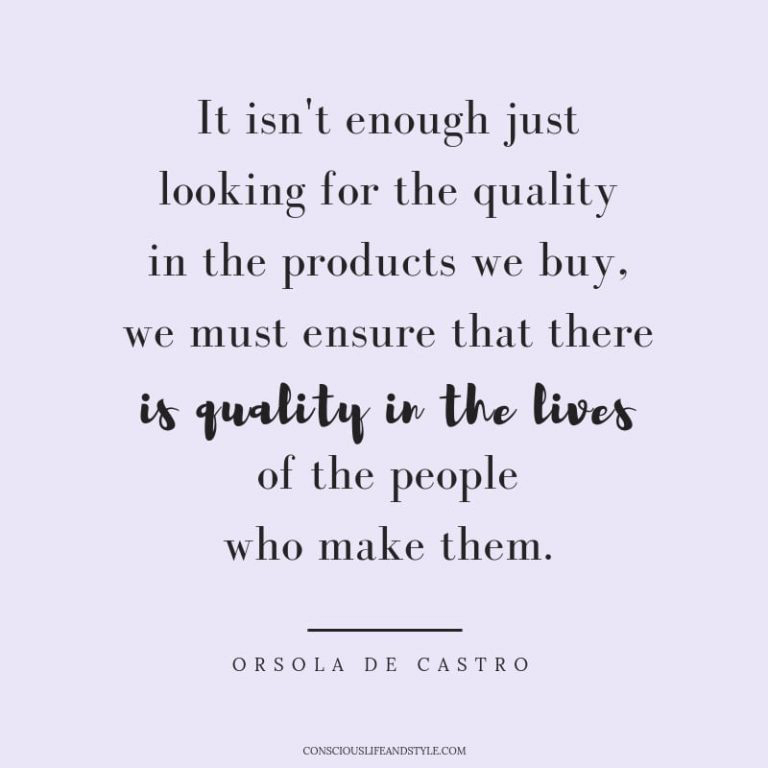 It isn't enough just
looking for the quality
in the products we buy,
we must ensure that there
is quality in the lives
of the people
who make them.
ORSOLA DE CASTRO
CONSCIOUSLIFEANDSTYLE.COM